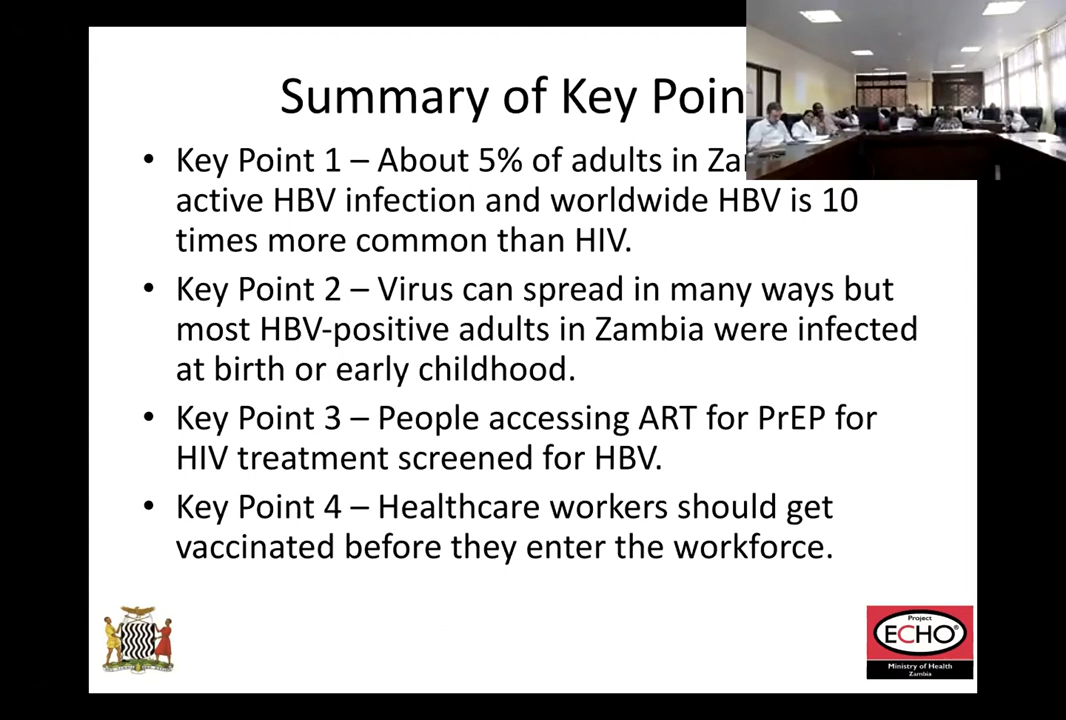 Summary of Key Poin
• Key Point 1 – About 5% of adults in Za
active HBV infection and worldwide HBV is 10
times more common than HIV.
• Key Point 2 – Virus can spread in many ways but
most HBV-positive adults in Zambia were infected
at birth or early childhood.
• Key Point 3 – People accessing ART for PrEP for
HIV treatment screened for HBV.
• Key Point 4 – Healthcare workers should get
vaccinated before they enter the workforce.
Project
ECHO®
Ministry of Health
Zambia